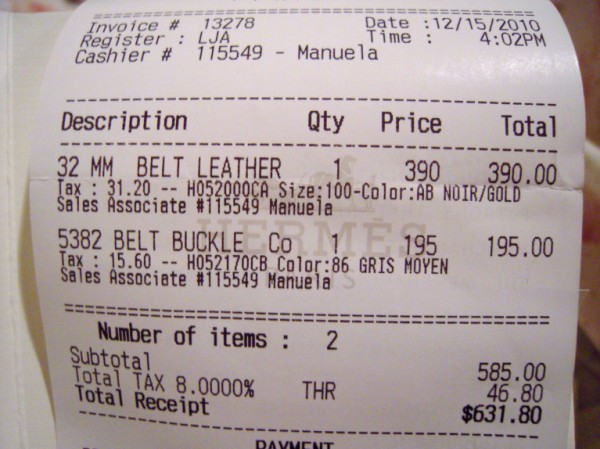 Invoice # 13278 Date :12/15/2010
Register : LJA Time : 4:02PM
Cashier # 115549 - Manuela
Description Qty Price Total
32 MM BELT LEATHER 1 390 390.00
Tax : 31.20 -- H052000CA Size:100-Color:AB NOIR/GOLD
Sales Associate #115549 Manuela
HERMÈS
5382 BELT BUCKLE Co 1 195 195.00
Tax : 15.60 -- H052170CB Color:86 GRIS MOYEN
Sales Associate #115549 Manuela
Number of items : 2
Subtotal 585.00
Total TAX 8.0000% THR 46.80
Total Receipt $631.80
PAYMENT